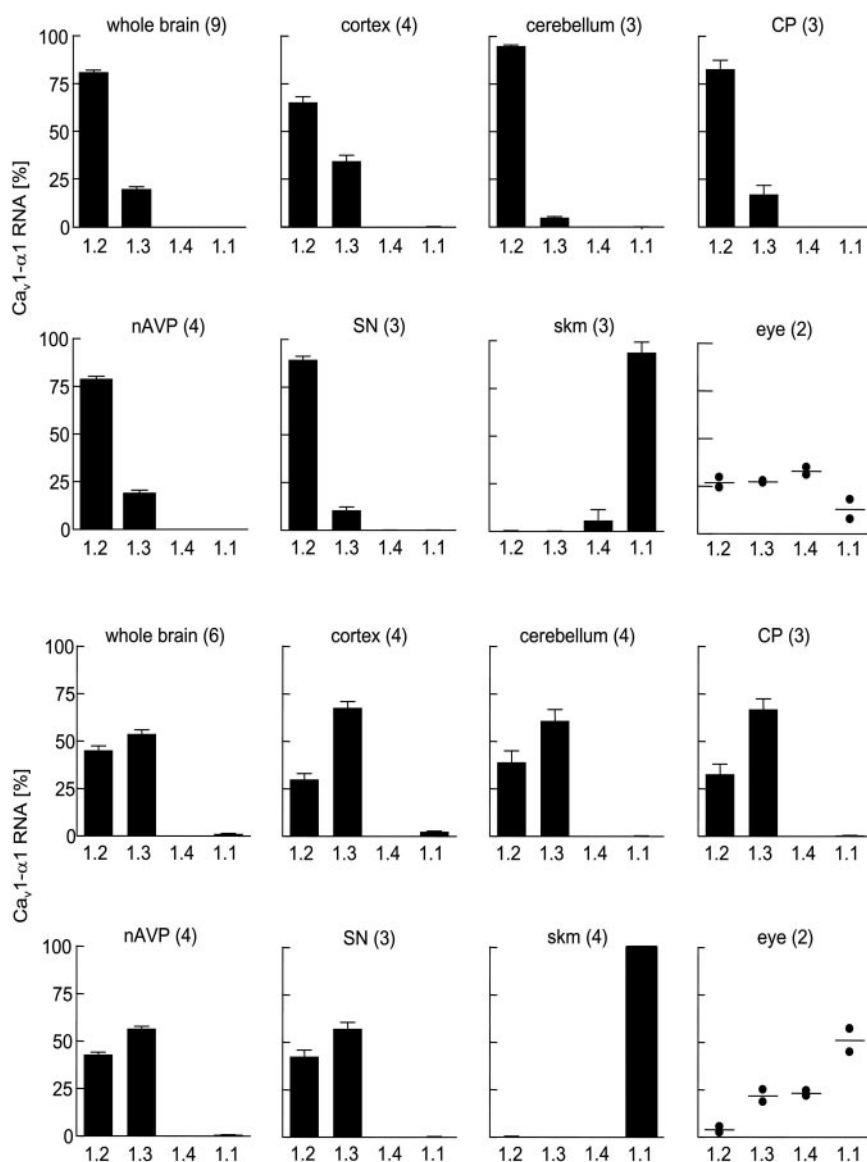 whole brain (9) cortex (4) cerebellum (3) CP (3)
100
75
50
25
0
1.2 1.3 1.4 1.1 1.2 1.3 1.4 1.1 1.2 1.3 1.4 1.1 1.2 1.3 1.4 1.1
Cav1-α1 RNA [%]
nAVP (4) SN (3) skm (3) eye (2)
100
75
50
25
0
1.2 1.3 1.4 1.1 1.2 1.3 1.4 1.1 1.2 1.3 1.4 1.1 1.2 1.3 1.4 1.1
whole brain (6) cortex (4) cerebellum (4) CP (3)
100
75
50
25
0
1.2 1.3 1.4 1.1 1.2 1.3 1.4 1.1 1.2 1.3 1.4 1.1 1.2 1.3 1.4 1.1
Cav1-α1 RNA [%]
nAVP (4) SN (3) skm (4) eye (2)
100
75
50
25
0
1.2 1.3 1.4 1.1 1.2 1.3 1.4 1.1 1.2 1.3 1.4 1.1 1.2 1.3 1.4 1.1